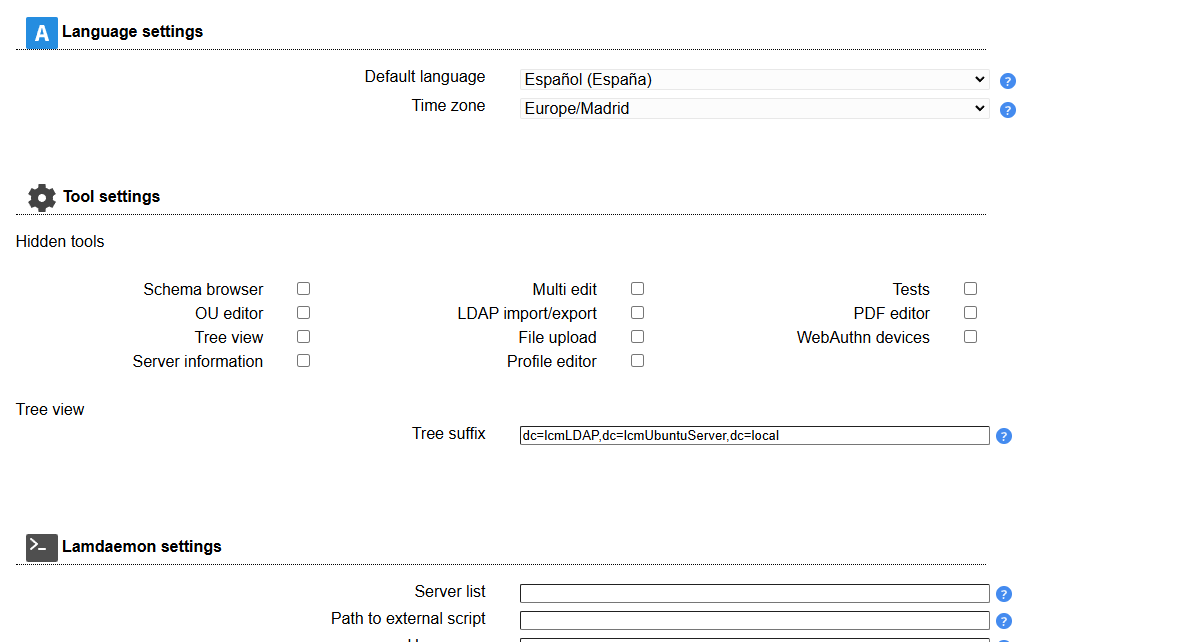 A Language settings
Default language Español (España) ?
Time zone Europe/Madrid ?
Tool settings
Hidden tools
Schema browser Multi edit Tests
OU editor LDAP import/export PDF editor
Tree view File upload WebAuthn devices
Server information Profile editor
Tree view
Tree suffix dc=lcmLDAP,dc=lcmUbuntuServer,dc=local ?
>_ Lamdaemon settings
Server list ?
Path to external script ?